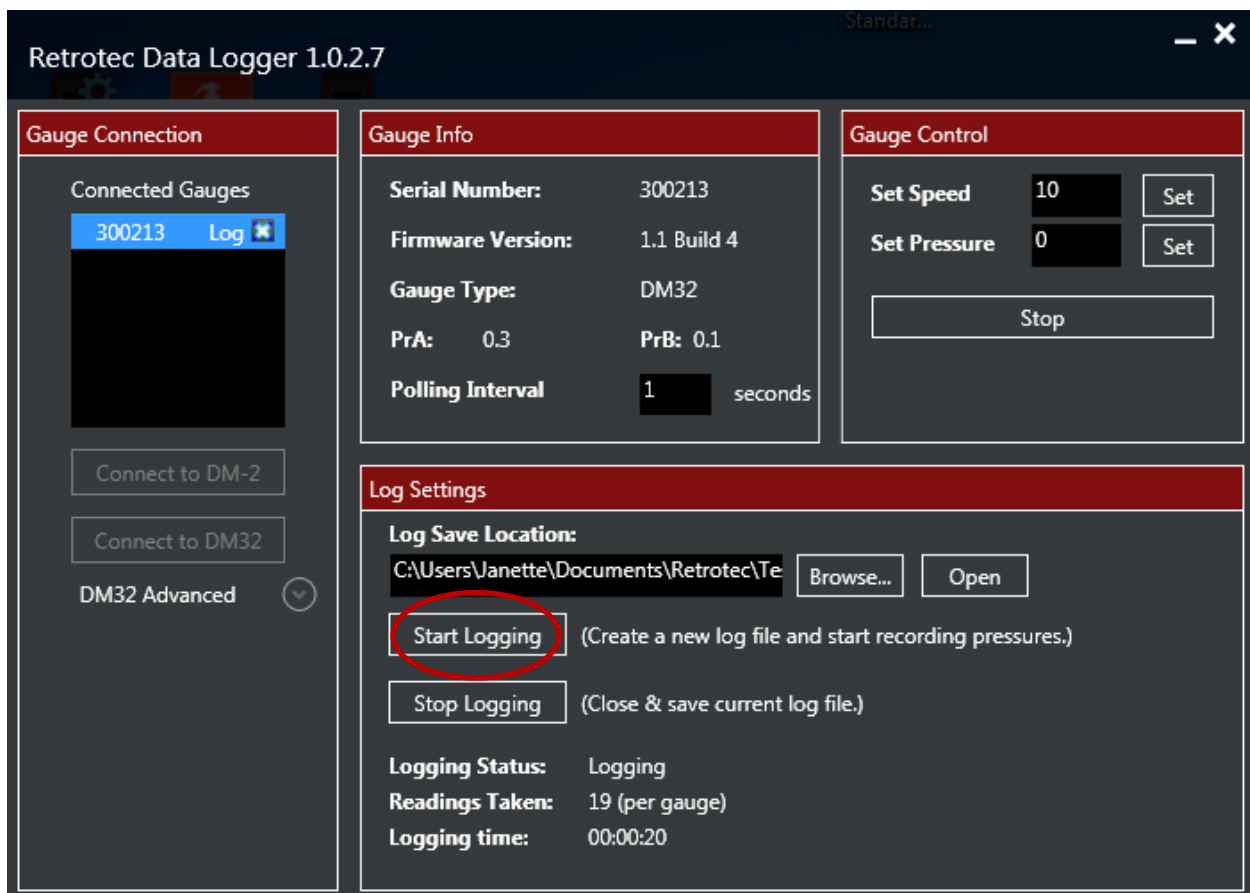 Standar...
Retrotec Data Logger 1.0.2.7
Gauge Connection
Connected Gauges
300213 Log
Connect to DM-2
Connect to DM32
DM32 Advanced
Gauge Info
Serial Number: 300213
Firmware Version: 1.1 Build 4
Gauge Type: DM32
PrA: 0.3 PrB: 0.1
Polling Interval 1 seconds
Gauge Control
Set Speed 10 Set
Set Pressure 0 Set
Stop
Log Settings
Log Save Location:
C:\Users\Janette\Documents\Retrotec\Te Browse... Open
Start Logging (Create a new log file and start recording pressures.)
Stop Logging (Close & save current log file.)
Logging Status: Logging
Readings Taken: 19 (per gauge)
Logging time: 00:00:20